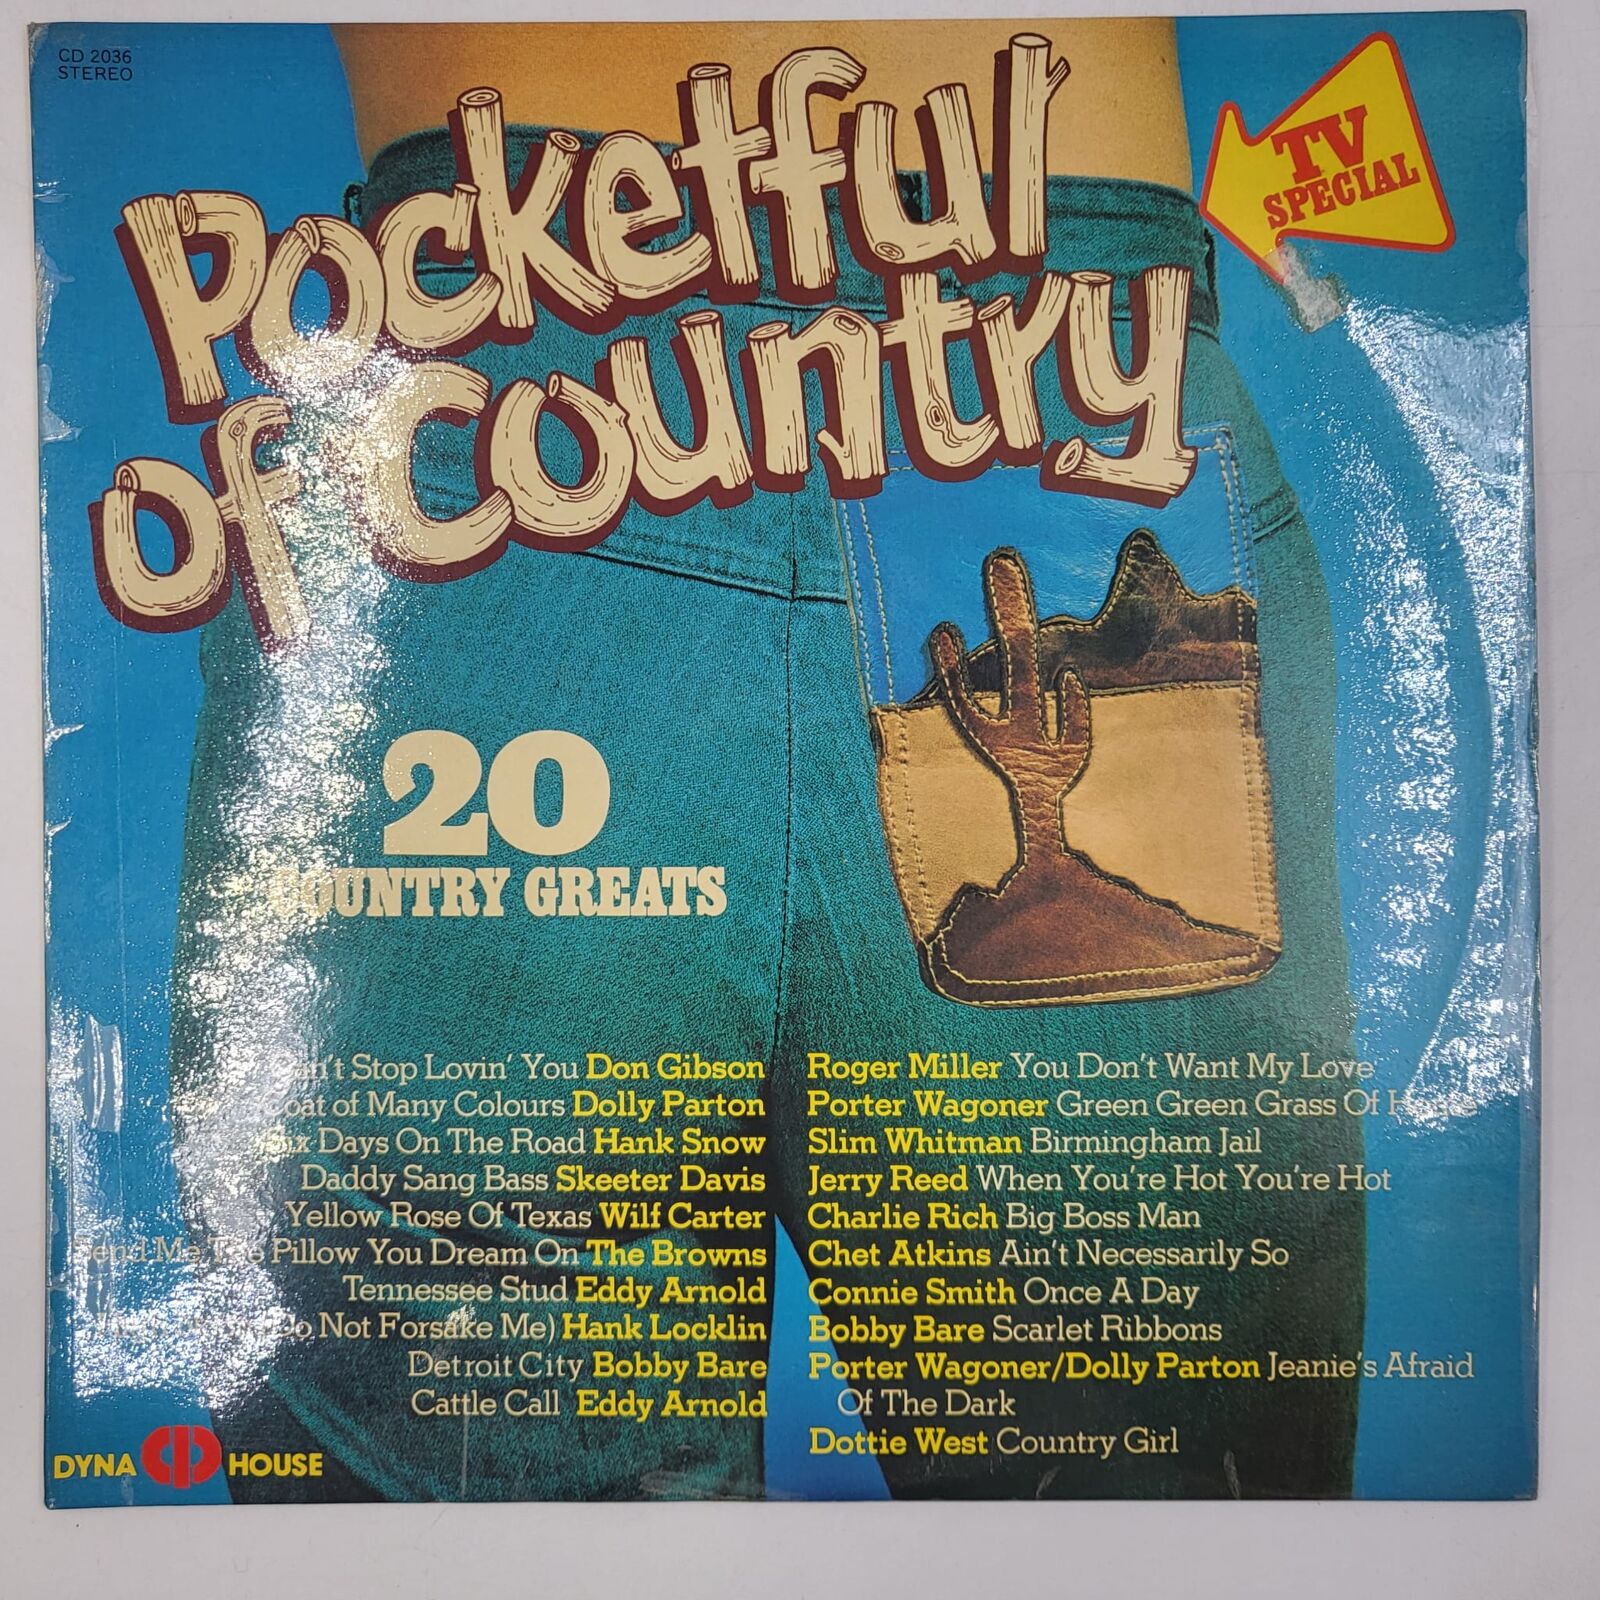 CD 2036
STEREO
TV
SPECIAL
Pocketful
of Country
20
COUNTRY GREATS
Stop Lovin' You Don Gibson
Coat of Many Colours Dolly Parton
Six Days On The Road Hank Snow
Daddy Sang Bass Skeeter Davis
Yellow Rose Of Texas Wilf Carter
Send Me The Pillow You Dream On The Browns
Tennessee Stud Eddy Arnold
Not Forsake Me) Hank Locklin
Detroit City Bobby Bare
Cattle Call Eddy Arnold
Roger Miller You Don't Want My Love
Porter Wagoner Green Green Grass Of Home
Slim Whitman Birmingham Jail
Jerry Reed When You're Hot You're Hot
Charlie Rich Big Boss Man
Chet Atkins Ain't Necessarily So
Connie Smith Once A Day
Bobby Bare Scarlet Ribbons
Porter Wagoner/Dolly Parton Jeanie's Afraid
Of The Dark
Dottie West Country Girl
DYNA HOUSE